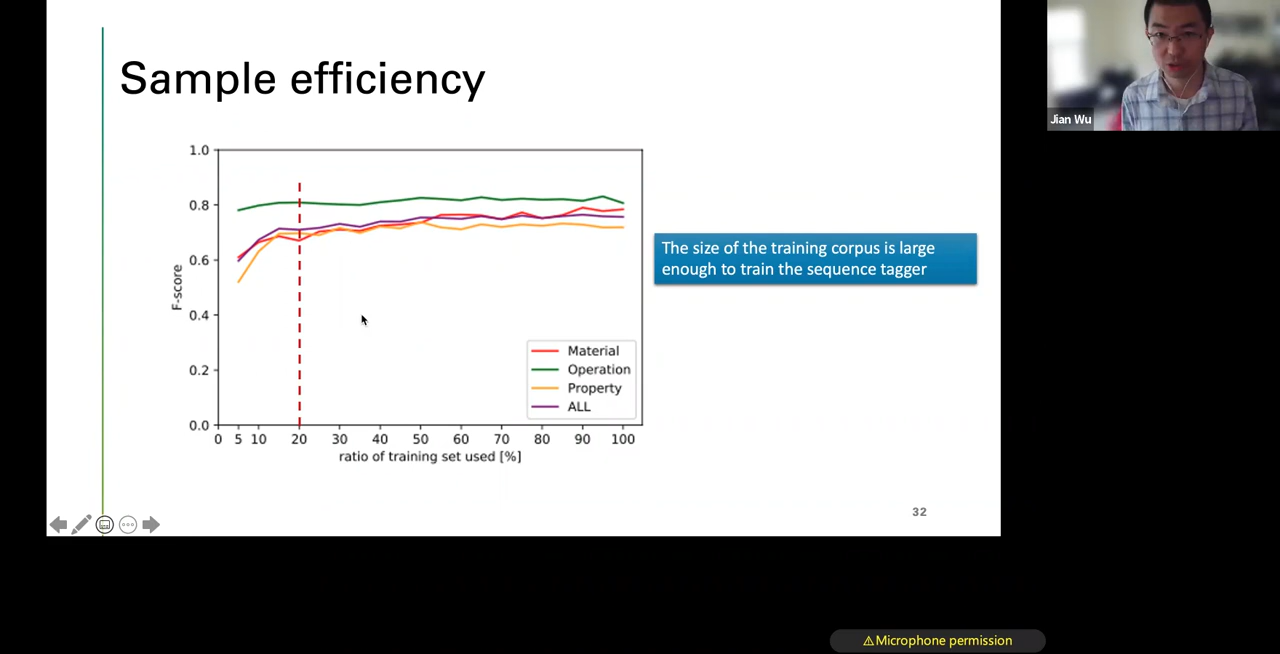 Sample efficiency
Jian Wu
1.0
0.8
0.6
0.4
0.2
0.0
F-score
0 5 10 20 30 40 50 60 70 80 90 100
ratio of training set used [%]
Material
Operation
Property
ALL
The size of the training corpus is large
enough to train the sequence tagger
32
⚠Microphone permission